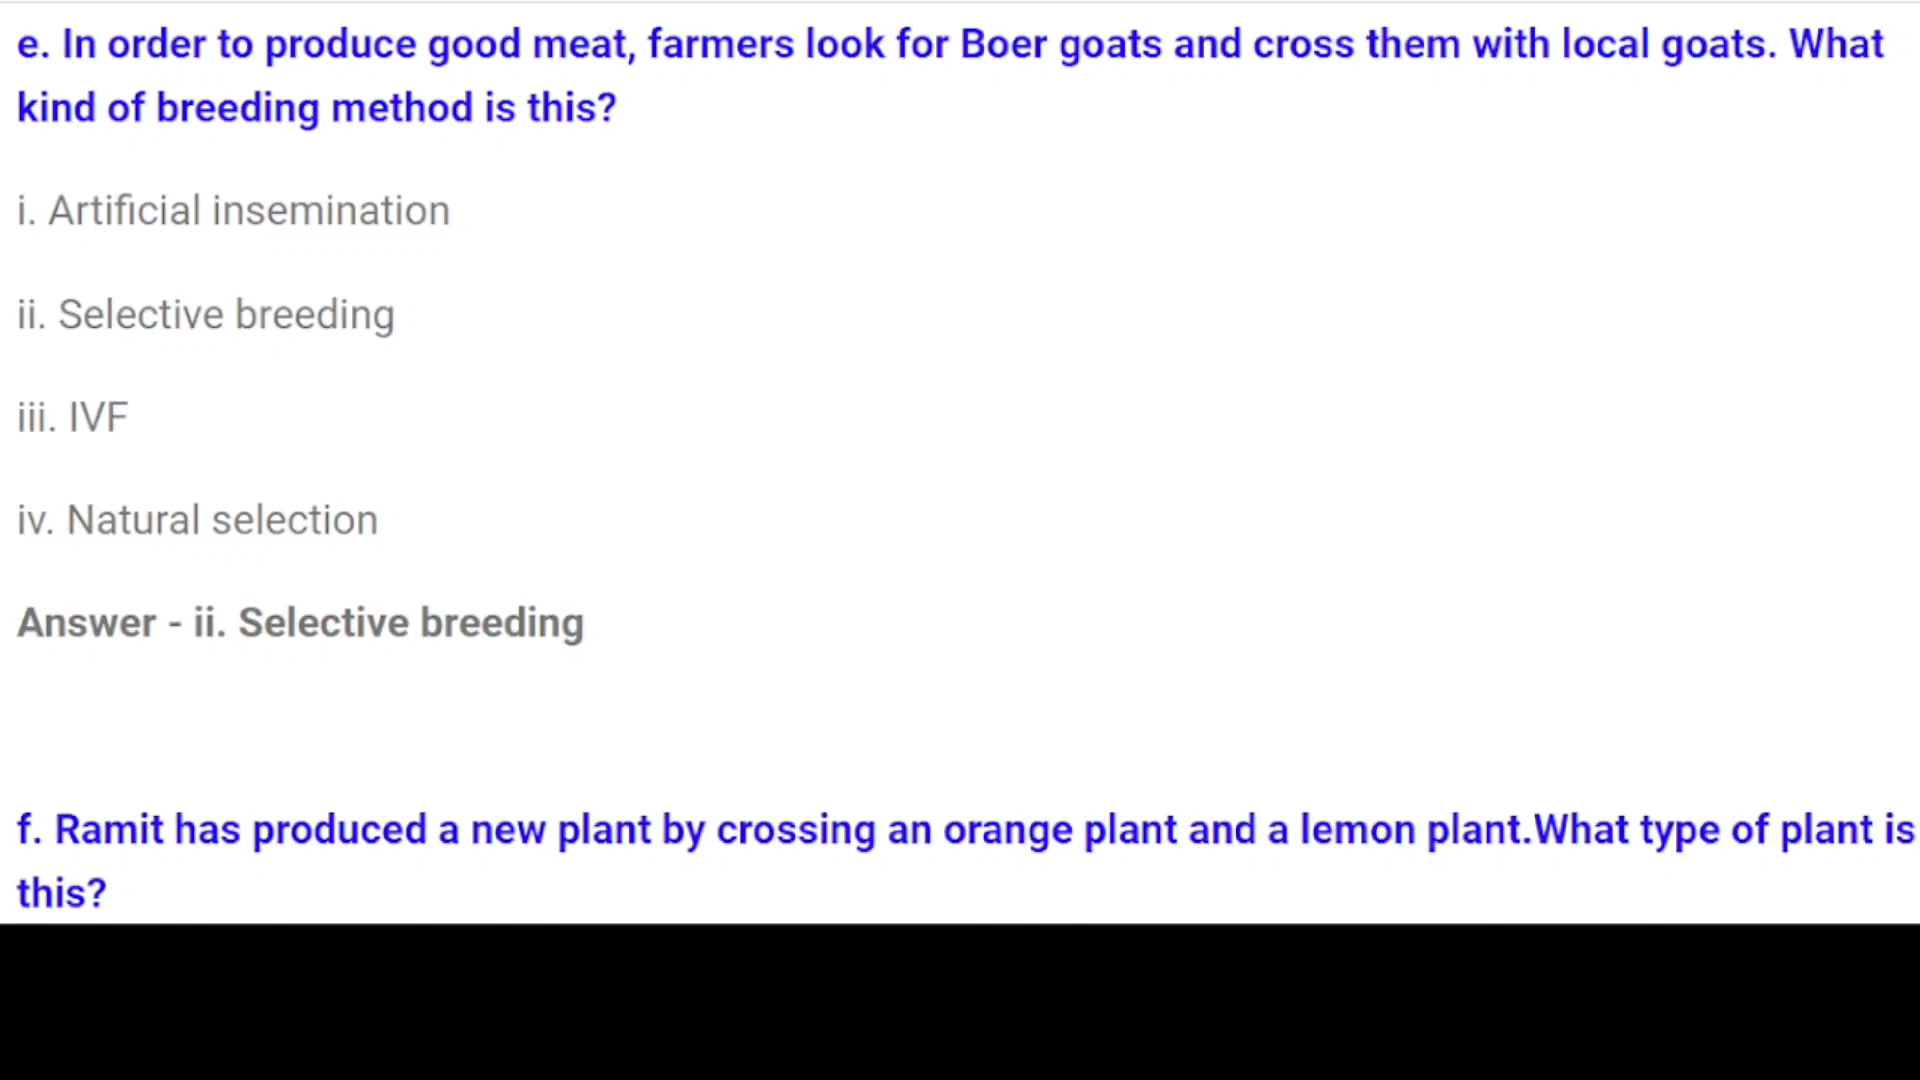 e. In order to produce good meat, farmers look for Boer goats and cross them with local goats. What
kind of breeding method is this?
i. Artificial insemination
ii. Selective breeding
iii. IVF
iv. Natural selection
Answer - ii. Selective breeding
f. Ramit has produced a new plant by crossing an orange plant and a lemon plant.What type of plant is
this?